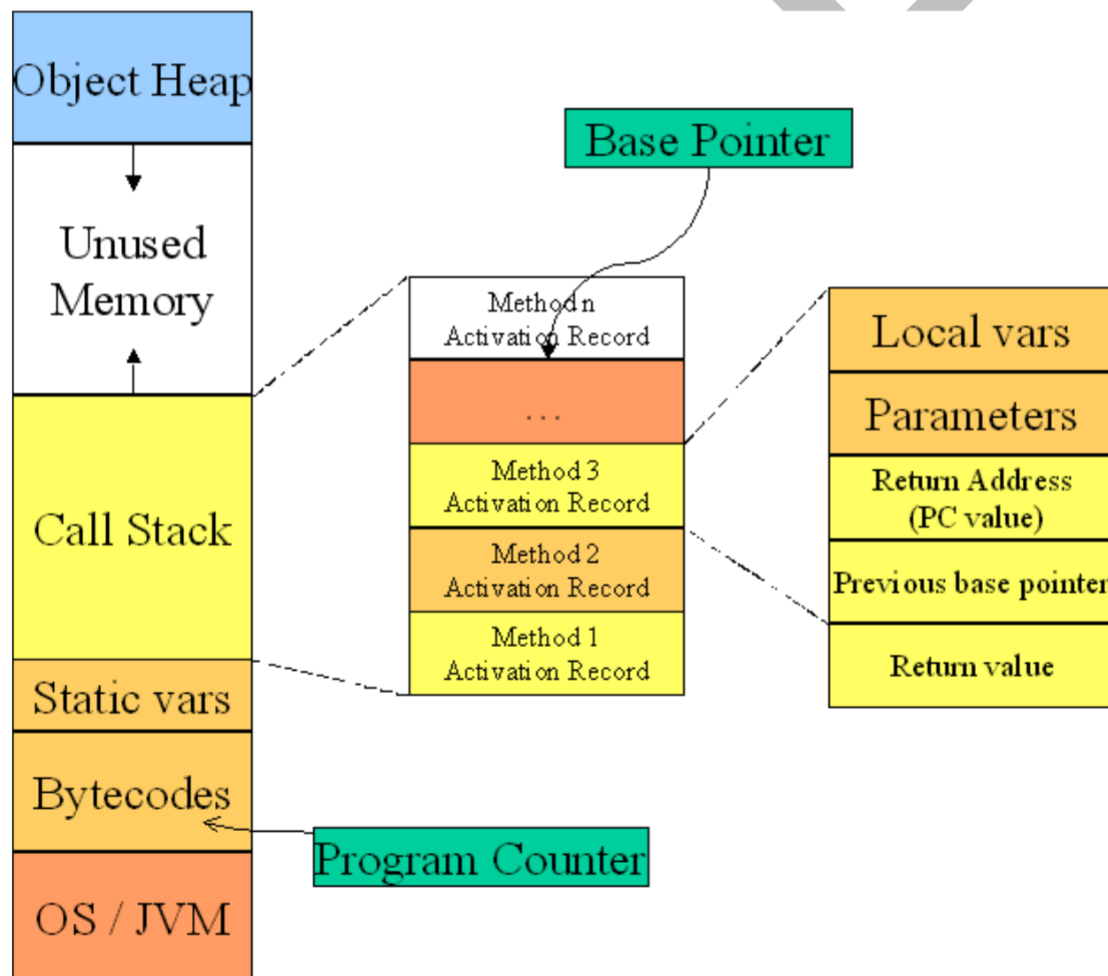 Object Heap
Unused
Memory
Call Stack
Static vars
Bytecodes
OS / JVM
Base Pointer
Method n
Activation Record
. . .
Method 3
Activation Record
Method 2
Activation Record
Method 1
Activation Record
Program Counter
Local vars
Parameters
Return Address
(PC value)
Previous base pointer
Return value